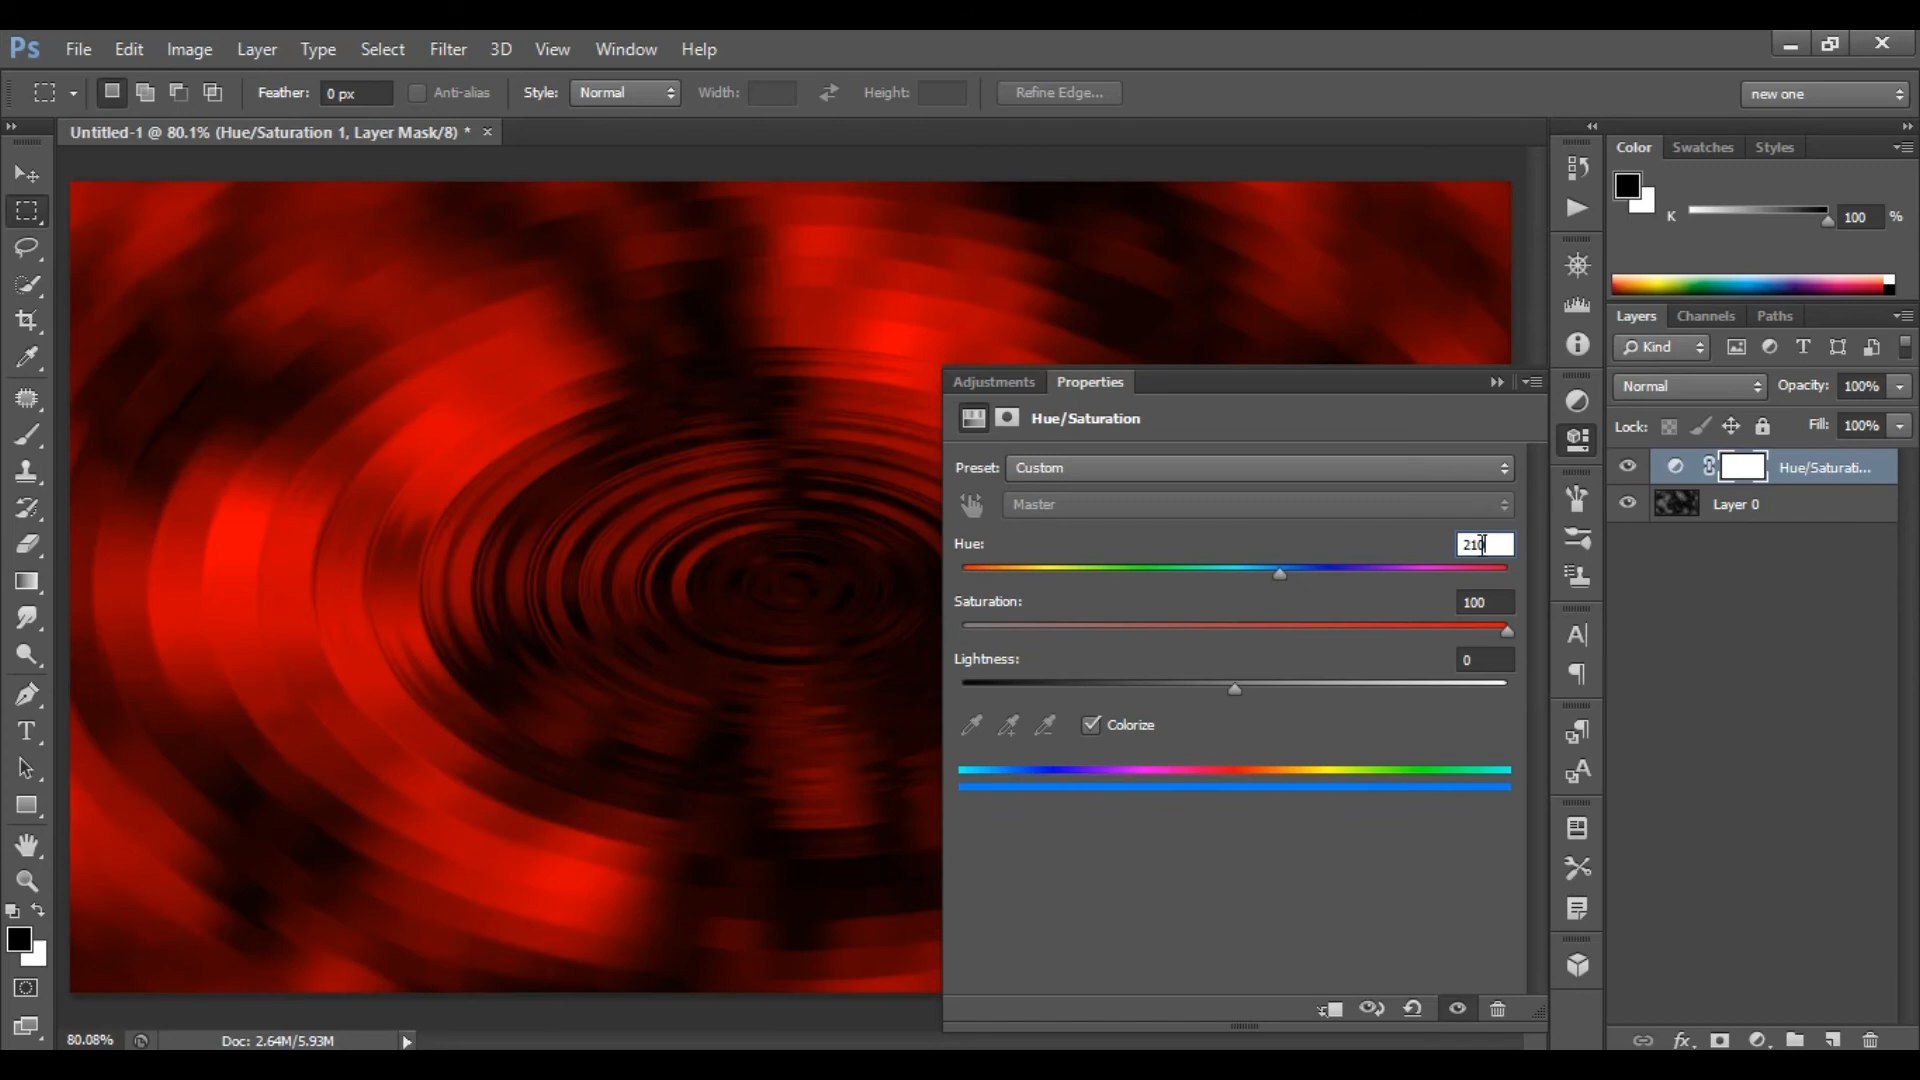 Ps File Edit Image Layer Type Select Filter 3D View Window Help
Feather: 0 px Anti-alias Style: Normal Width: Height: Refine Edge... new one
Untitled-1 @ 80.1% (Hue/Saturation 1, Layer Mask/8) *
Color Swatches Styles
K 100 %
Layers Channels Paths
Kind
Normal Opacity: 100%
Lock: Fill: 100%
Hue/Saturati...
Layer 0
Adjustments Properties
Hue/Saturation
Preset: Custom
Master
Hue: 210
Saturation: 100
Lightness: 0
Colorize
80.08% Doc: 2.64M/5.93M